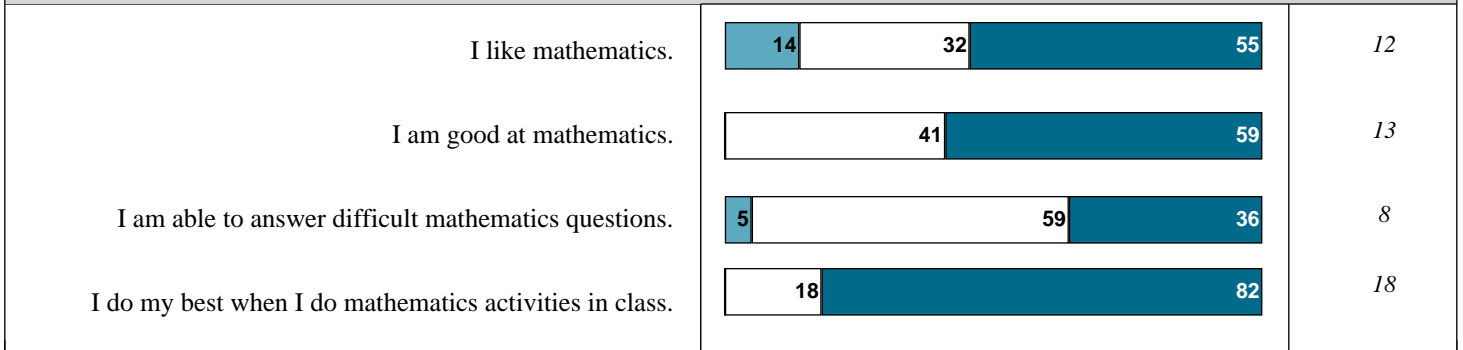 I like mathematics. 14 32 55 12
I am good at mathematics. 41 59 13
I am able to answer difficult mathematics questions. 5 59 36 8
I do my best when I do mathematics activities in class. 18 82 18